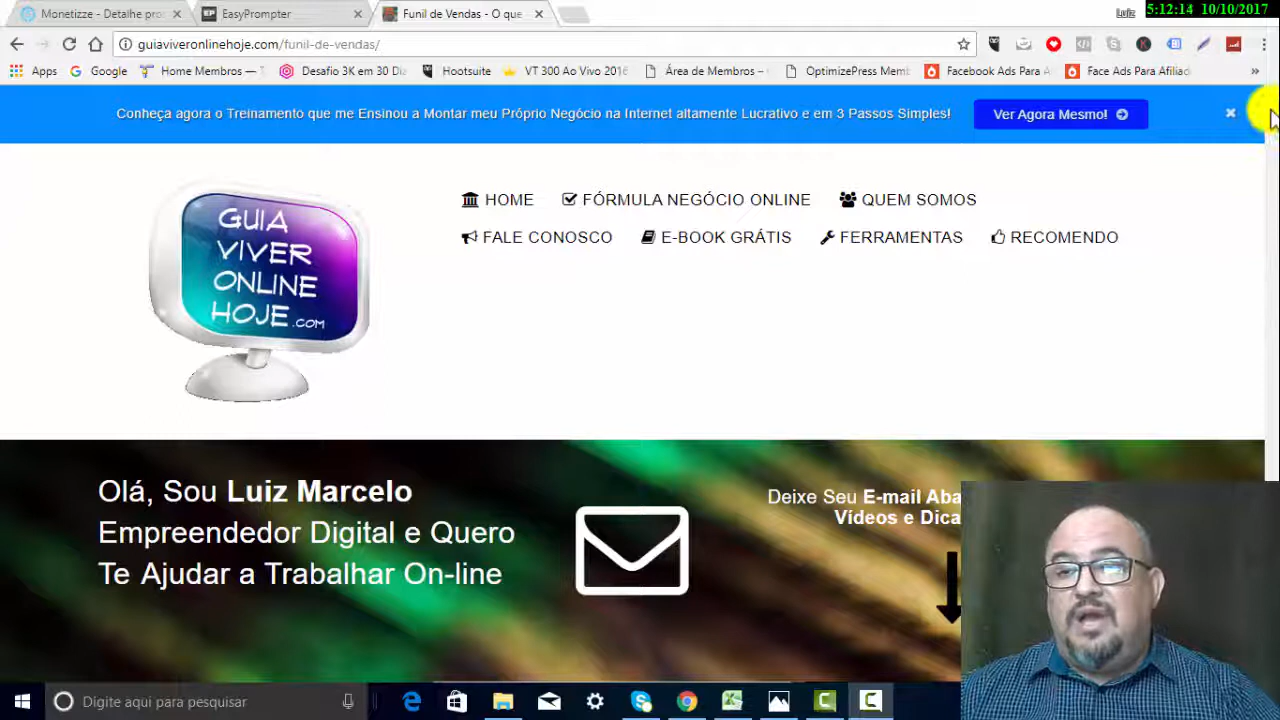 Monetizze - Detalhe pro
EasyPrompter
Funil de Vendas - O que
Luiz
5:12:14 10/10/2017
guiaviveronlinehoje.com/funil-de-vendas/
Apps
Google
Home Membros —
Desafio 3K em 30 Di
Hootsuite
VT 300 Ao Vivo 2016
Área de Membros –
OptimizePress Memb
Facebook Ads Para A
Face Ads Para Afiliad
»
Conheça agora o Treinamento que me Ensinou a Montar meu Próprio Negócio na Internet altamente Lucrativo e em 3 Passos Simples!
Ver Agora Mesmo!
GUIA
VIVER
ONLINE
HOJE.COM
HOME
FÓRMULA NEGÓCIO ONLINE
QUEM SOMOS
FALE CONOSCO
E-BOOK GRÁTIS
FERRAMENTAS
RECOMENDO
Olá, Sou Luiz Marcelo
Empreendedor Digital e Quero
Te Ajudar a Trabalhar On-line
Deixe Seu E-mail Aba
Vídeos e Dica
Digite aqui para pesquisar